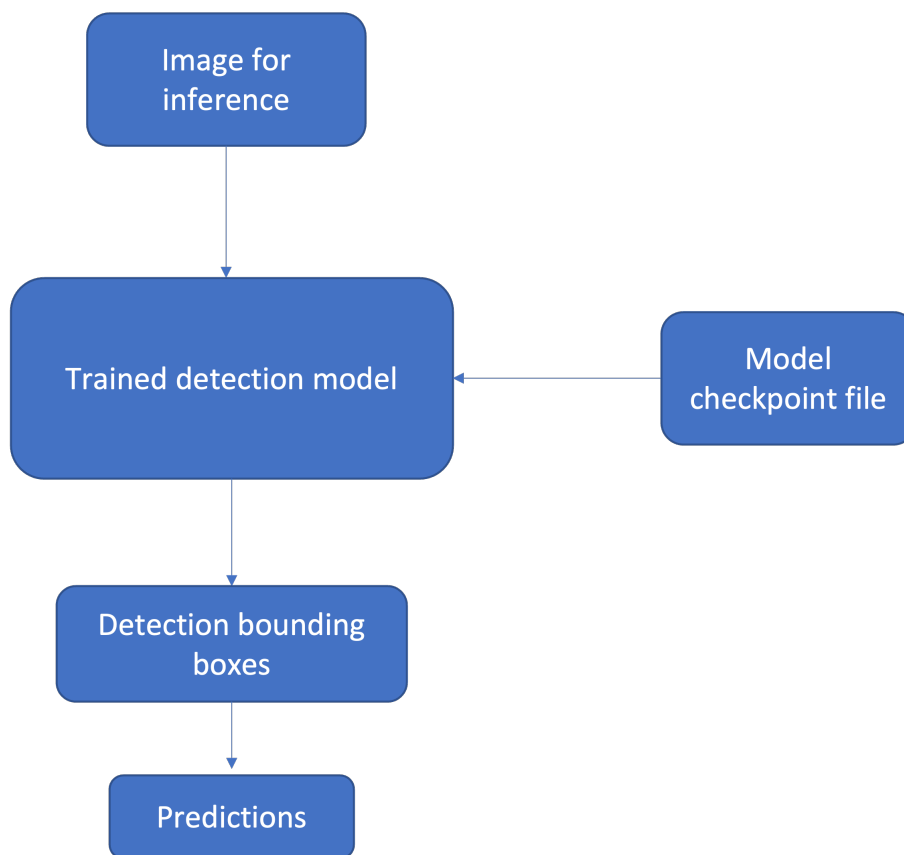 Image for
inference
Trained detection model
Model
checkpoint file
Detection bounding
boxes
Predictions